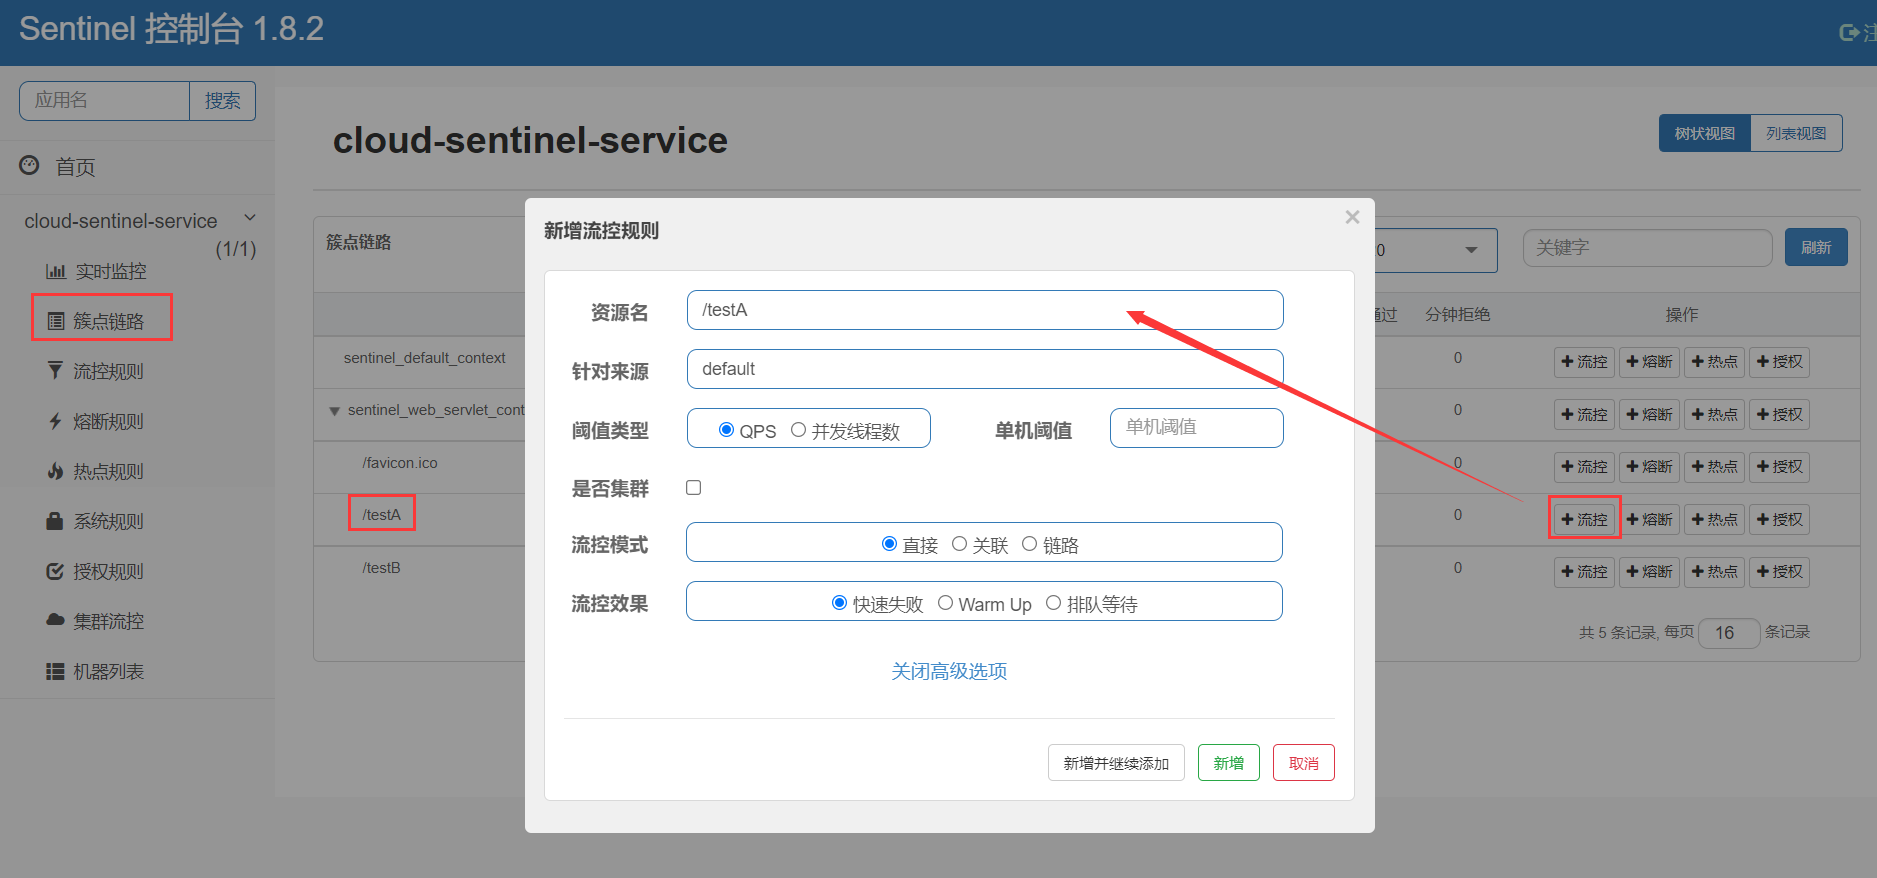 Sentinel 控制台 1.8.2
注
应用名
搜索
首页
cloud-sentinel-service
(1/1)
实时监控
簇点链路
流控规则
熔断规则
热点规则
系统规则
授权规则
集群流控
机器列表
cloud-sentinel-service
树状视图
列表视图
簇点链路
0
关键字
刷新
通过
分钟拒绝
操作
sentinel_default_context
0
流控
熔断
热点
授权
sentinel_web_servlet_cont
0
流控
熔断
热点
授权
/favicon.ico
0
流控
熔断
热点
授权
/testA
0
流控
熔断
热点
授权
/testB
0
流控
熔断
热点
授权
共 5 条记录, 每页 16 条记录
新增流控规则
×
资源名
/testA
针对来源
default
阈值类型
QPS
并发线程数
单机阈值
单机阈值
是否集群
流控模式
直接
关联
链路
流控效果
快速失败
Warm Up
排队等待
关闭高级选项
新增并继续添加
新增
取消